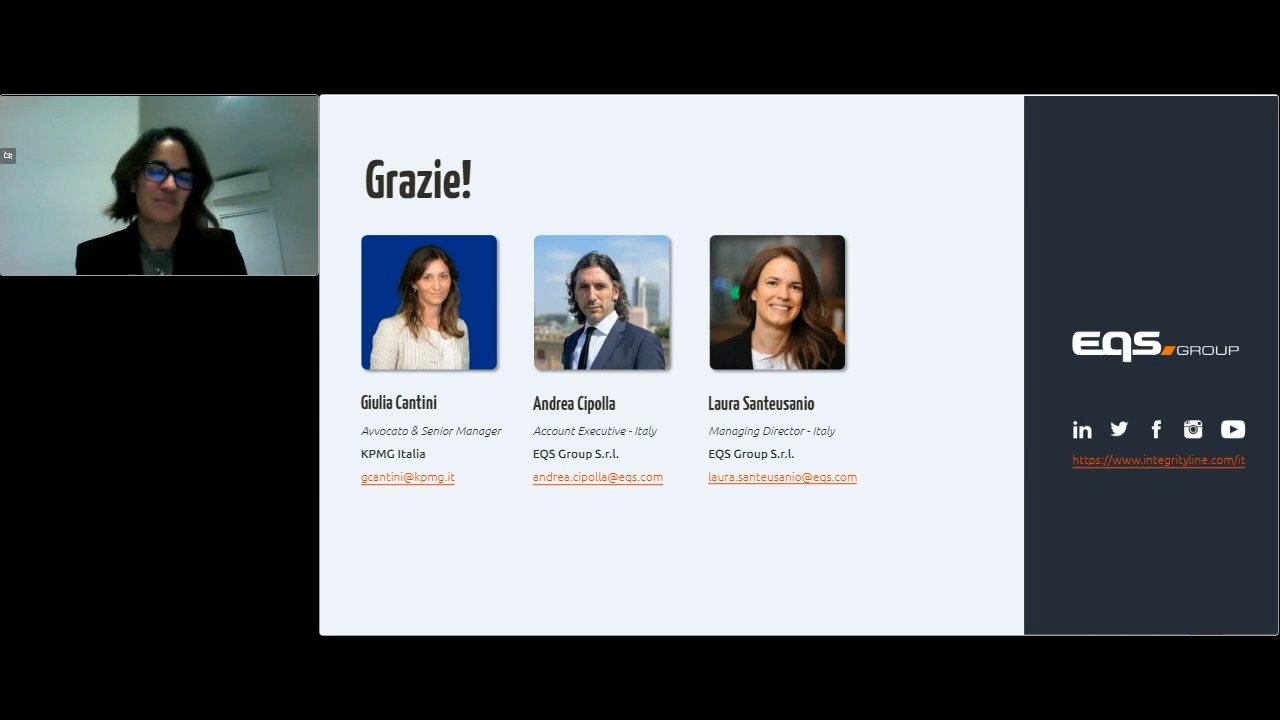 Grazie!
Giulia Cantini
Avvocato & Senior Manager
KPMG Italia
gcantini@kpmg.it
Andrea Cipolla
Account Executive - Italy
EQS Group S.r.l.
andrea.cipolla@eqs.com
Laura Santeusanio
Managing Director - Italy
EQS Group S.r.l.
laura.santeusanio@eqs.com
EQS GROUP
https://www.integrityline.com/it